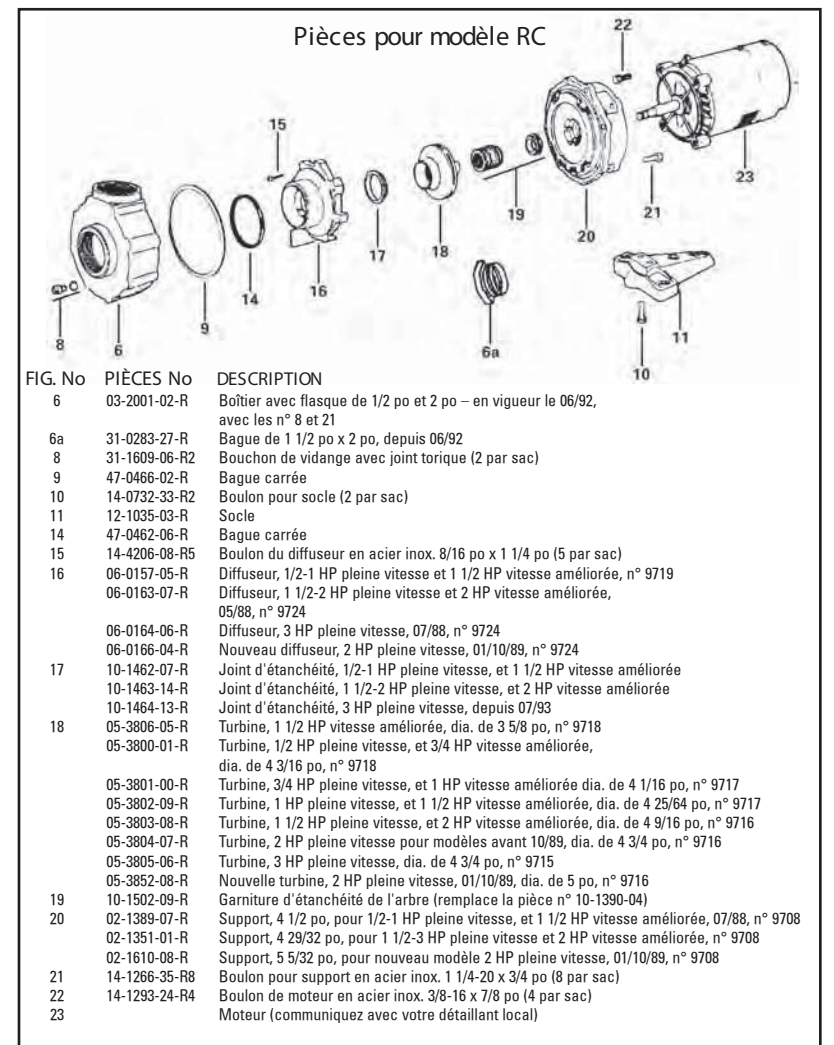 Pièces pour modèle RC
22
15
23
19
21
17
18
20
14
16
9
8
6
6a
11
10
FIG. No PIÈCES No DESCRIPTION
6 03-2001-02-R Boîtier avec flasque de 1/2 po et 2 po – en vigueur le 06/92,
avec les n° 8 et 21
6a 31-0283-27-R Bague de 1 1/2 po x 2 po, depuis 06/92
8 31-1609-06-R2 Bouchon de vidange avec joint torique (2 par sac)
9 47-0466-02-R Bague carrée
10 14-0732-33-R2 Boulon pour socle (2 par sac)
11 12-1035-03-R Socle
14 47-0462-06-R Bague carrée
15 14-4206-08-R5 Boulon du diffuseur en acier inox. 8/16 po x 1 1/4 po (5 par sac)
16 06-0157-05-R Diffuseur, 1/2-1 HP pleine vitesse et 1 1/2 HP vitesse améliorée, n° 9719
06-0163-07-R Diffuseur, 1 1/2-2 HP pleine vitesse et 2 HP vitesse améliorée,
05/88, n° 9724
06-0164-06-R Diffuseur, 3 HP pleine vitesse, 07/88, n° 9724
06-0166-04-R Nouveau diffuseur, 2 HP pleine vitesse, 01/10/89, n° 9724
17 10-1462-07-R Joint d'étanchéité, 1/2-1 HP pleine vitesse, et 1 1/2 HP vitesse améliorée
10-1463-14-R Joint d'étanchéité, 1 1/2-2 HP pleine vitesse, et 2 HP vitesse améliorée
10-1464-13-R Joint d'étanchéité, 3 HP pleine vitesse, depuis 07/93
18 05-3806-05-R Turbine, 1 1/2 HP vitesse améliorée, dia. de 3 5/8 po, n° 9718
05-3800-01-R Turbine, 1/2 HP pleine vitesse, et 3/4 HP vitesse améliorée,
dia. de 4 3/16 po, n° 9718
05-3801-00-R Turbine, 3/4 HP pleine vitesse, et 1 HP vitesse améliorée dia. de 4 1/16 po, n° 9717
05-3802-09-R Turbine, 1 HP pleine vitesse, et 1 1/2 HP vitesse améliorée, dia. de 4 25/64 po, n° 9717
05-3803-08-R Turbine, 1 1/2 HP pleine vitesse, et 2 HP vitesse améliorée, dia. de 4 9/16 po, n° 9716
05-3804-07-R Turbine, 2 HP pleine vitesse pour modèles avant 10/89, dia. de 4 3/4 po, n° 9716
05-3805-06-R Turbine, 3 HP pleine vitesse, dia. de 4 3/4 po, n° 9715
05-3852-08-R Nouvelle turbine, 2 HP pleine vitesse, 01/10/89, dia. de 5 po, n° 9716
19 10-1502-09-R Garniture d'étanchéité de l'arbre (remplace la pièce n° 10-1390-04)
20 02-1389-07-R Support, 4 1/2 po, pour 1/2-1 HP pleine vitesse, et 1 1/2 HP vitesse améliorée, 07/88, n° 9708
02-1351-01-R Support, 4 29/32 po, pour 1 1/2-3 HP pleine vitesse et 2 HP vitesse améliorée, n° 9708
02-1610-08-R Support, 5 5/32 po, pour nouveau modèle 2 HP pleine vitesse, 01/10/89, n° 9708
21 14-1266-35-R8 Boulon pour support en acier inox. 1 1/4-20 x 3/4 po (8 par sac)
22 14-1293-24-R4 Boulon de moteur en acier inox. 3/8-16 x 7/8 po (4 par sac)
23 Moteur (communiquez avec votre détaillant local)